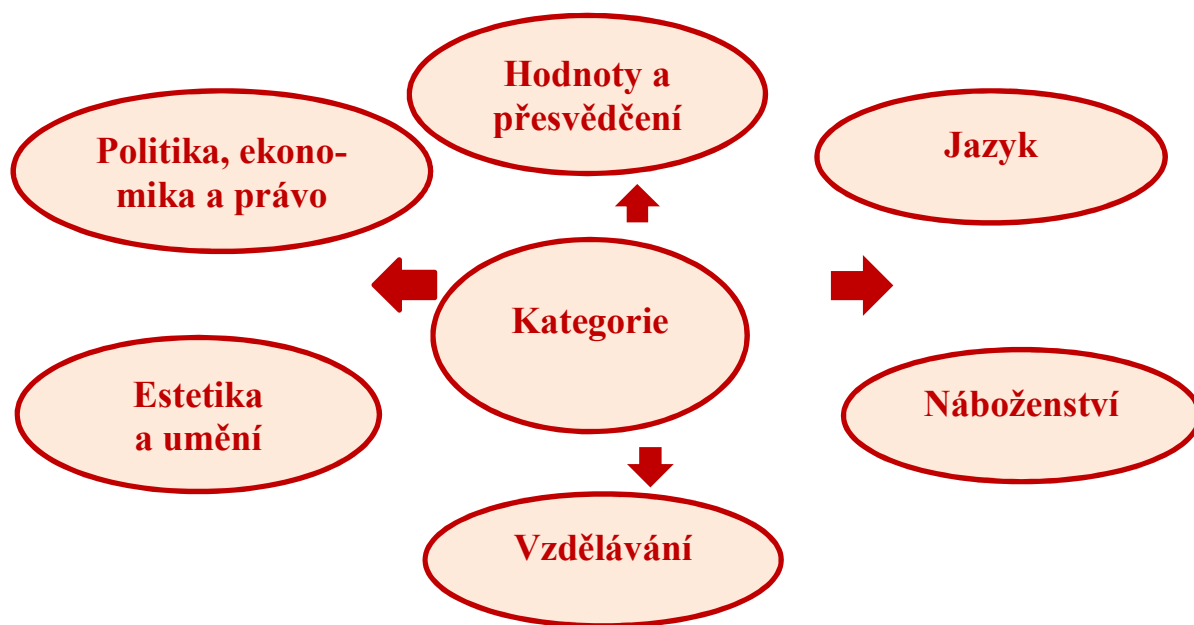 Hodnoty a
přesvědčení
Politika, ekono-
mika a právo
Jazyk
Kategorie
Estetika
a umění
Náboženství
Vzdělávání